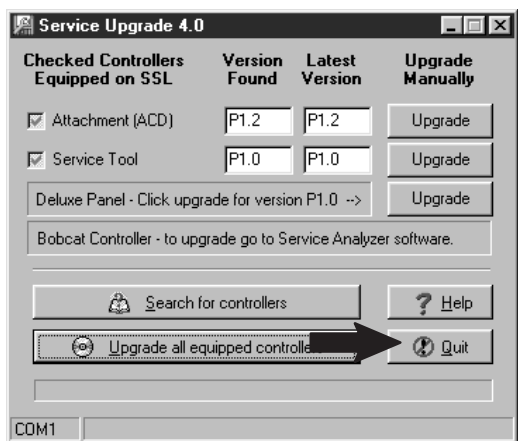 Service Upgrade 4.0
Checked Controllers Equipped on SSL
Version Found
Latest Version
Upgrade Manually
Attachment (ACD) P1.2 P1.2 Upgrade
Service Tool P1.0 P1.0 Upgrade
Deluxe Panel - Click upgrade for version P1.0 --> Upgrade
Bobcat Controller - to upgrade go to Service Analyzer software.
Search for controllers Help
Upgrade all equipped Quit
COM1